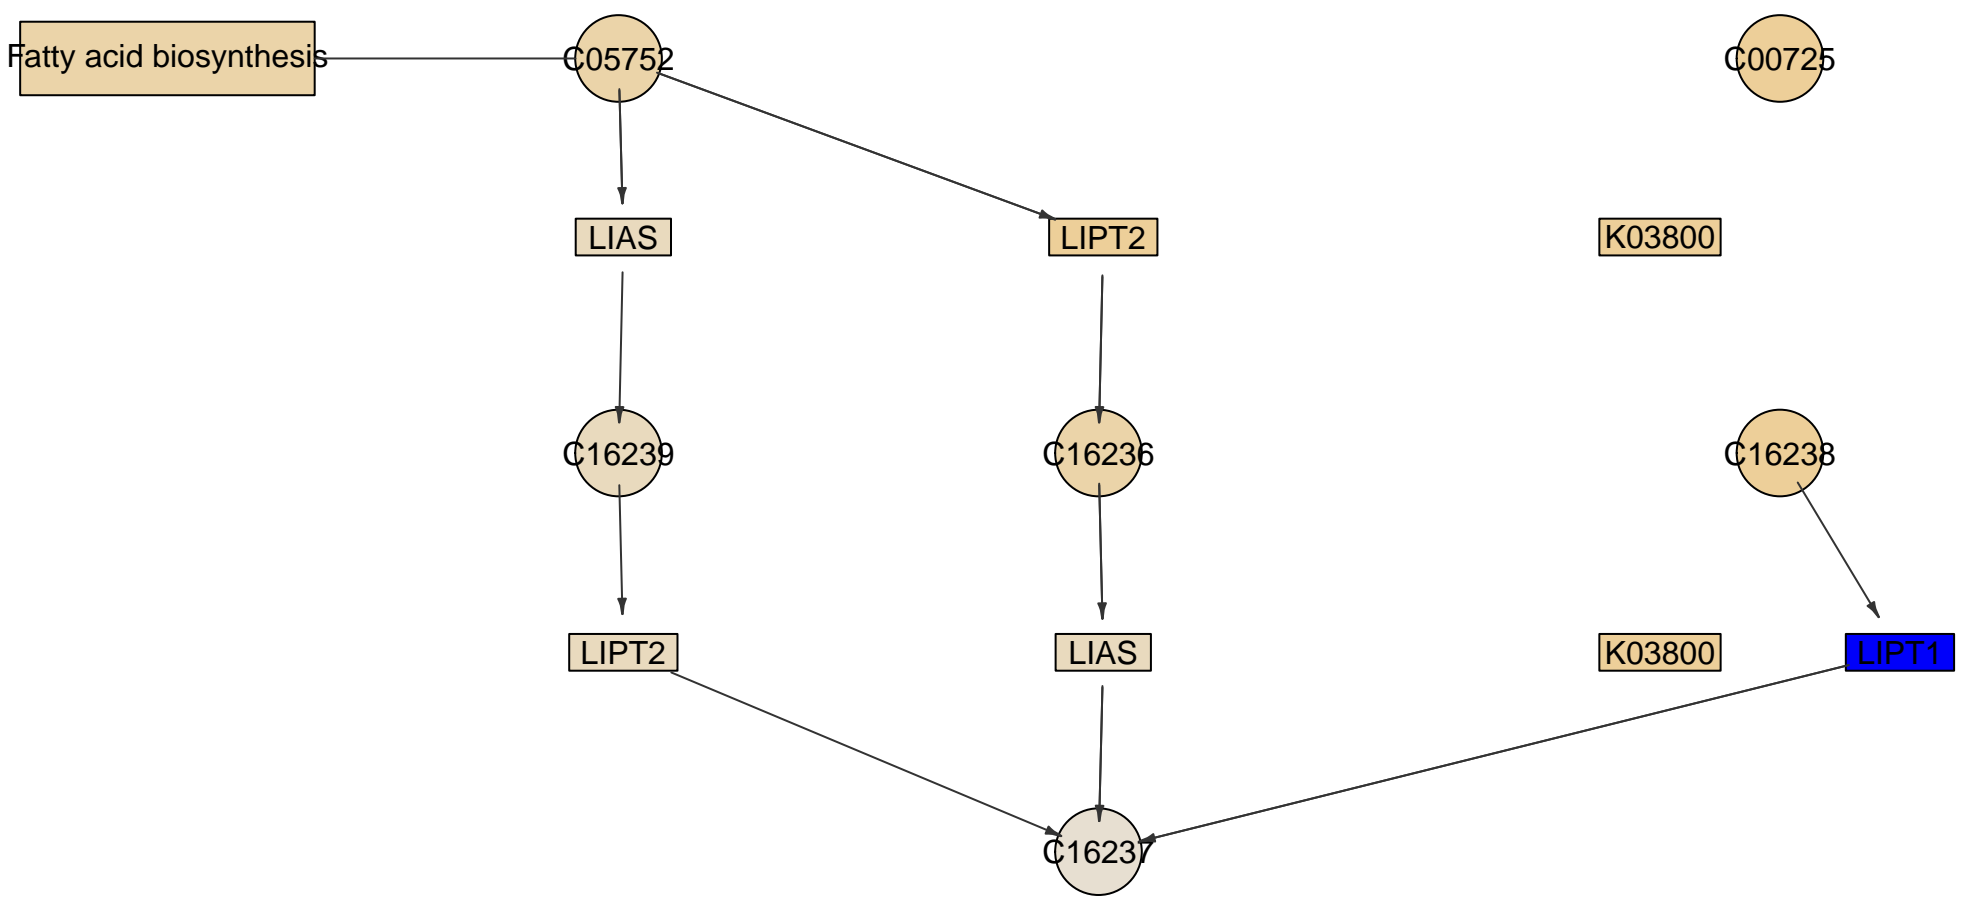 Fatty acid biosynthesis
C05752
C00725
LIAS
LIPT2
K03800
C16239
C16236
C16238
LIPT2
LIAS
K03800
LIPT1
C16237